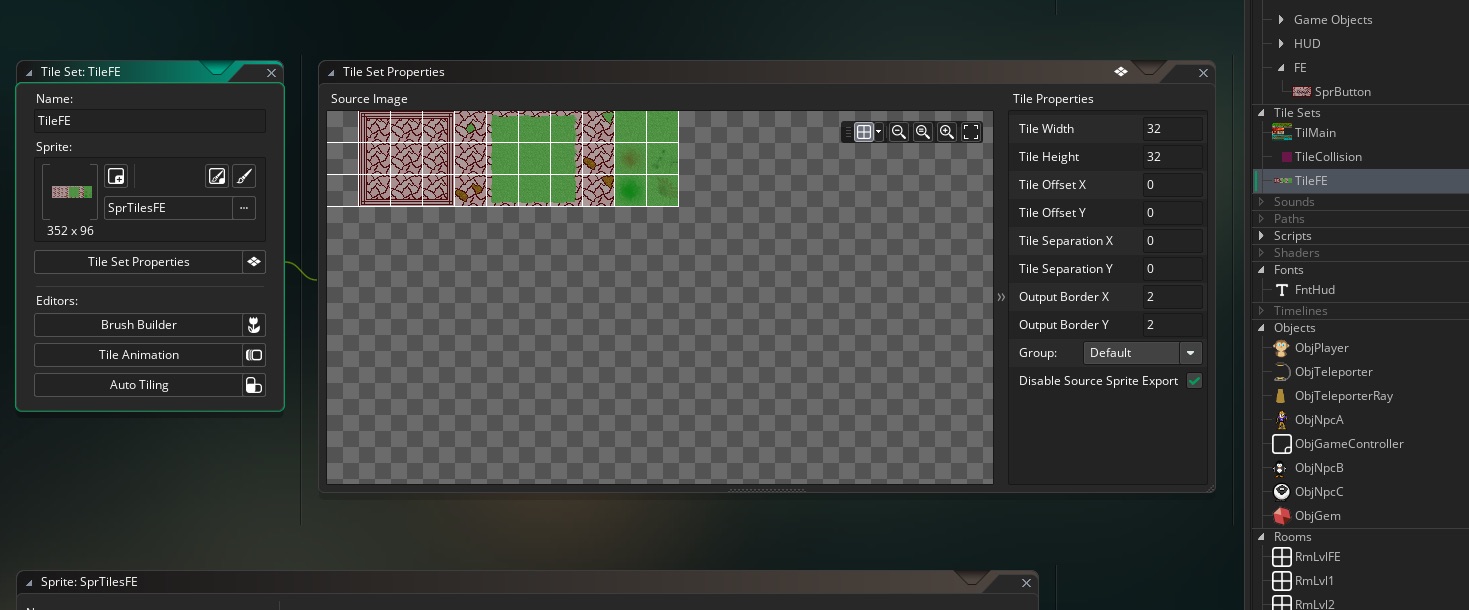 Tile Set: TileFE
Name:
TileFE
Sprite:
SprTilesFE
...
352 x 96
Tile Set Properties
Editors:
Brush Builder
Tile Animation
Auto Tiling
Tile Set Properties
Source Image
Tile Properties
Tile Width 32
Tile Height 32
Tile Offset X 0
Tile Offset Y 0
Tile Separation X 0
Tile Separation Y 0
Output Border X 2
Output Border Y 2
Group: Default
Disable Source Sprite Export
Sprite: SprTilesFE
Game Objects
HUD
FE
SprButton
Tile Sets
TilMain
TileCollision
TileFE
Sounds
Paths
Scripts
Shaders
Fonts
FntHud
Timelines
Objects
ObjPlayer
ObjTeleporter
ObjTeleporterRay
ObjNpcA
ObjGameController
ObjNpcB
ObjNpcC
ObjGem
Rooms
RmLvlFE
RmLvl1
RmLvl2